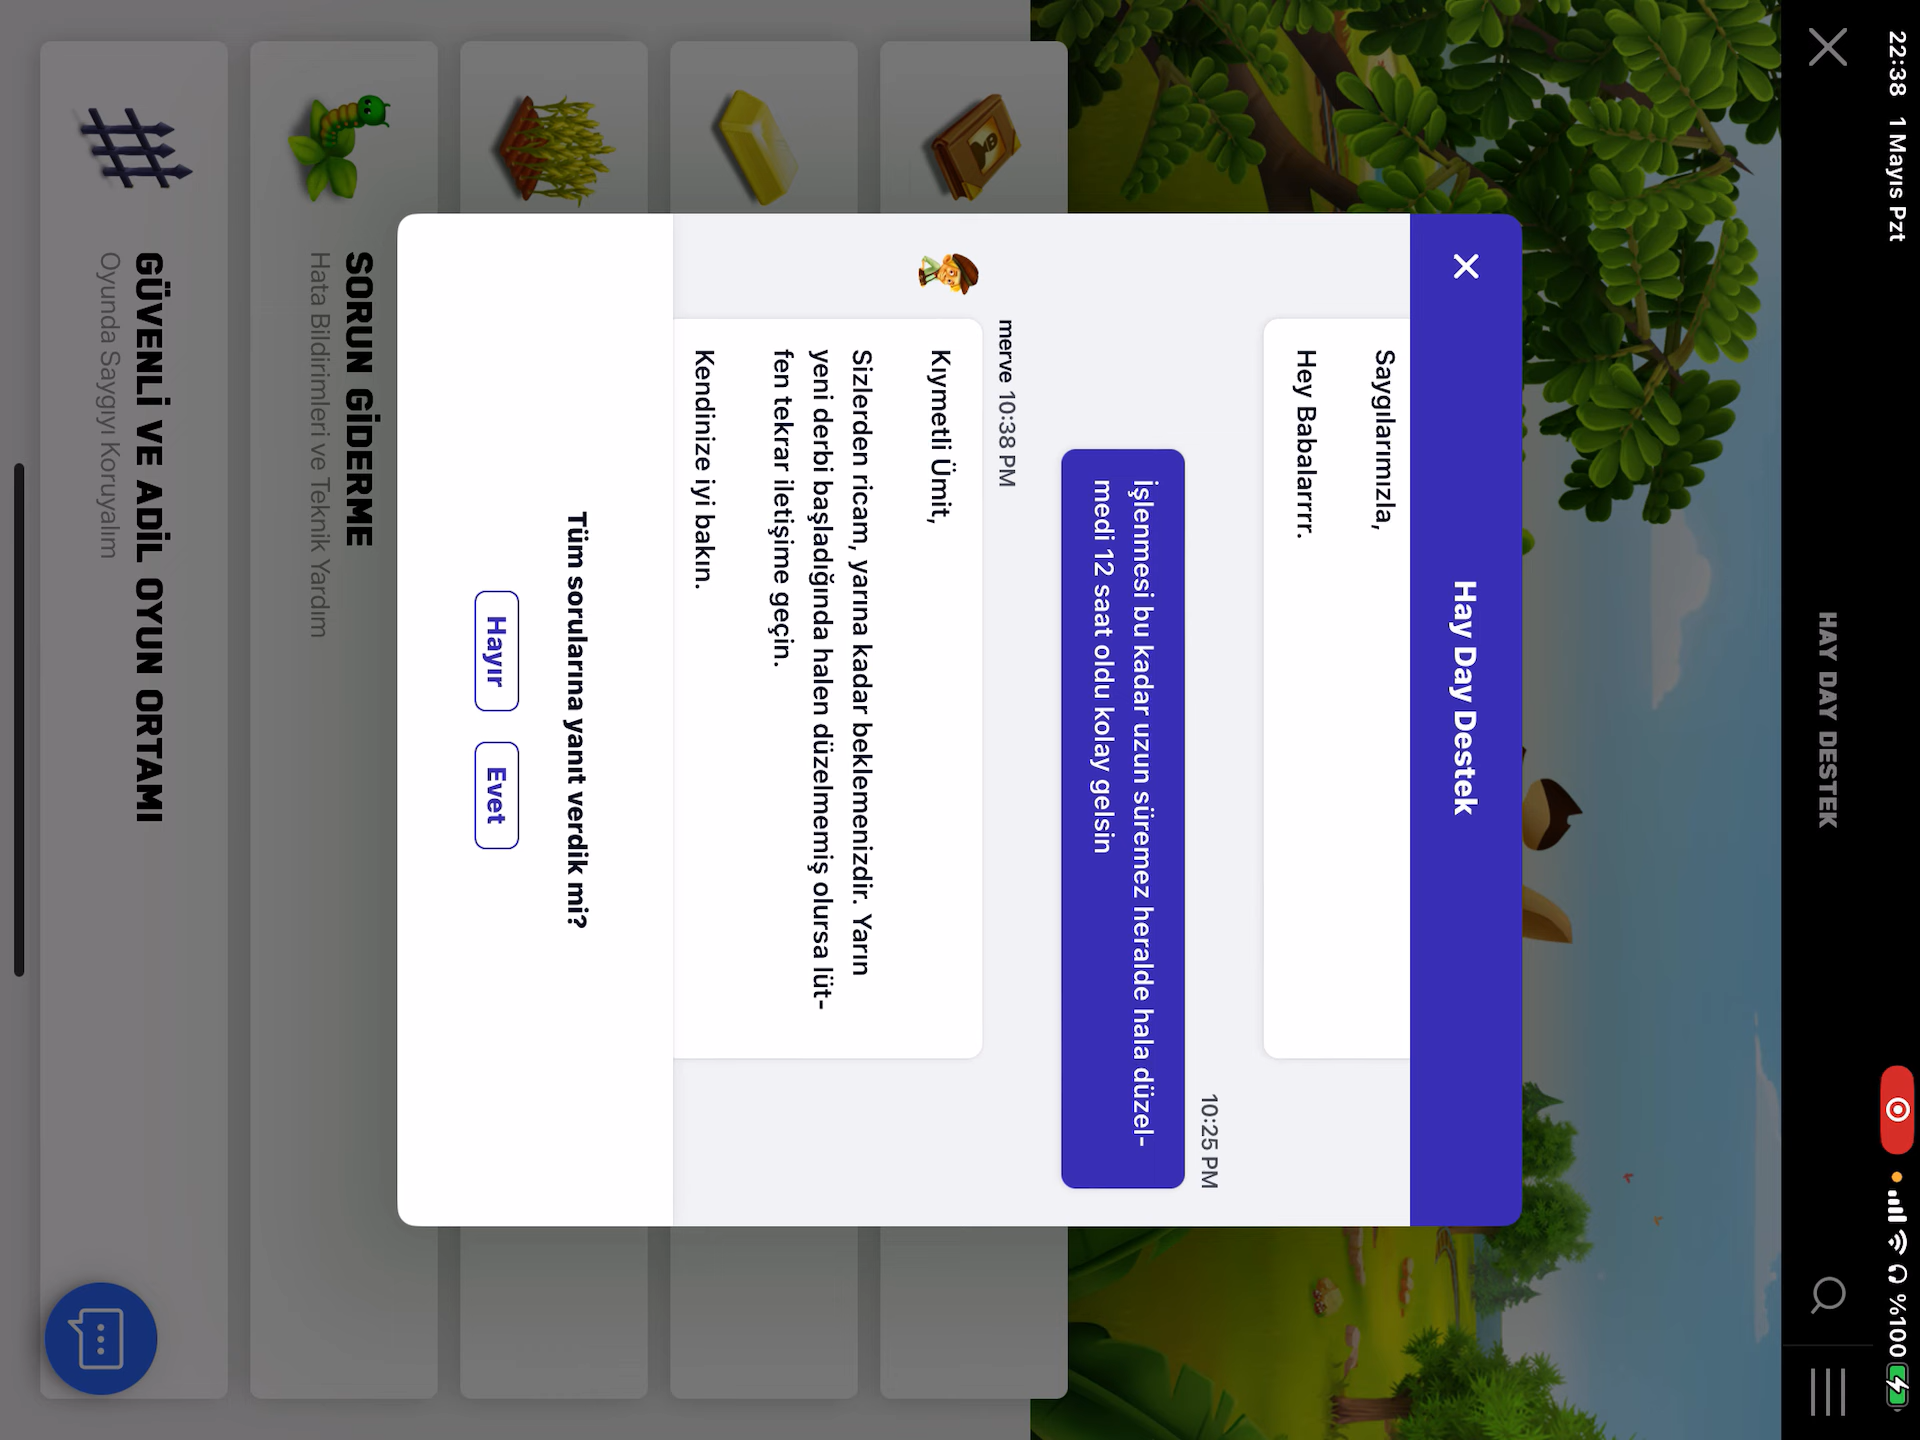 22:38 1 Mayıs Pzt
%100
HAY DAY DESTEK
Hay Day Destek
Saygılarımızla,
Hey Babalarrrr.
10:25 PM
İşlenmesi bu kadar uzun süremez heralde hala düzel-
medi 12 saat oldu kolay gelsin
merve 10:38 PM
Kıymetli Ümit,
Sizlerden ricam, yarına kadar beklemenizdir. Yarın
yeni derbi başladığında halen düzelmemiş olursa lüt-
fen tekrar iletişime geçin.
Kendinize iyi bakın.
Tüm sorularına yanıt verdik mi?
Hayır Evet
SORUN GİDERME
Hata Bildirimleri ve Teknik Yardım
GÜVENLİ VE ADİL OYUN ORTAMI
Oyunda Saygıyı Koruyalım